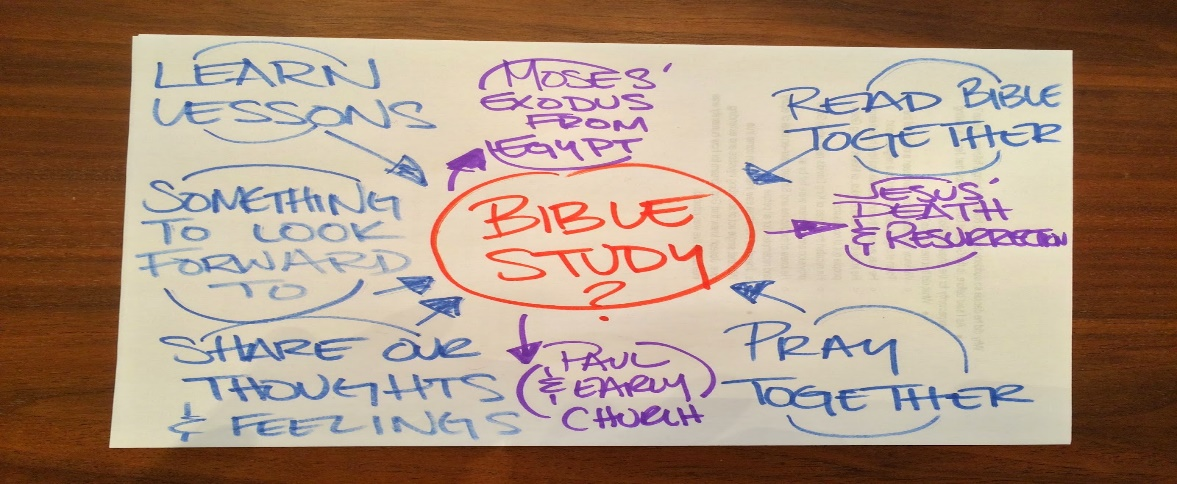 LEARN
LESSONS
MOSES'
EXODUS
FROM
EGYPT
READ BIBLE
TOGETHER
SOMETHING
TO LOOK
FORWARD
TO
BIBLE
STUDY
?
JESUS'
DEATH
& RESURRECTION
SHARE OUR
THOUGHTS
& FEELINGS
PAUL
& EARLY
CHURCH
PRAY
TOGETHER